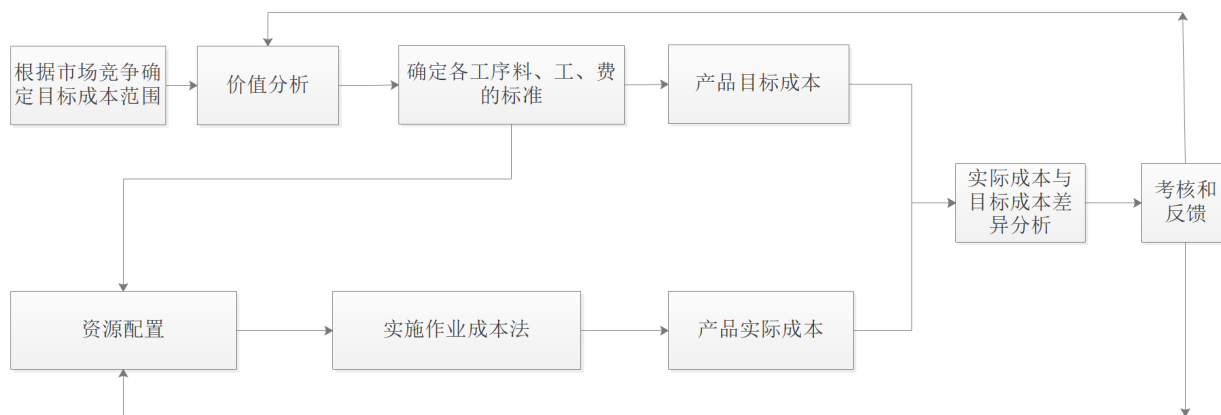 根据市场竞争确
定目标成本范围
价值分析
确定各工序料、工、费
的标准
产品目标成本
实际成本与
目标成本差
异分析
考核和
反馈
资源配置
实施作业成本法
产品实际成本